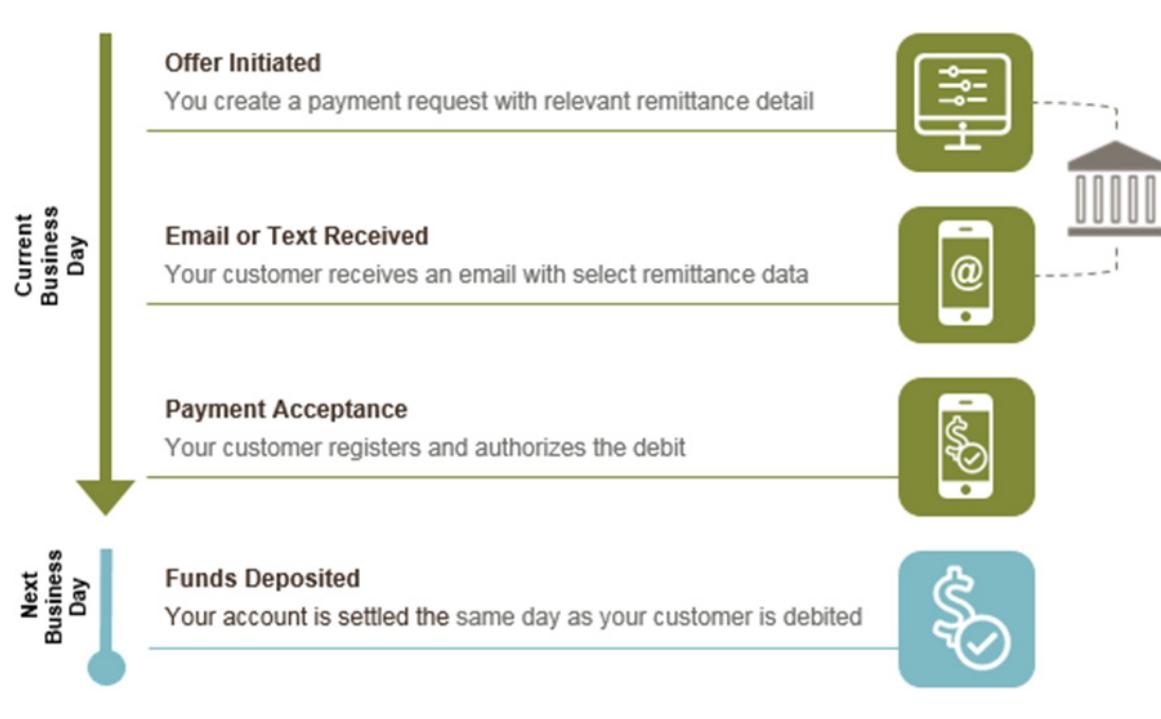 Offer Initiated
You create a payment request with relevant remittance detail
Current
Business
Day
Email or Text Received
Your customer receives an email with select remittance data
@
Payment Acceptance
Your customer registers and authorizes the debit
$
Next
Business
Day
Funds Deposited
Your account is settled the same day as your customer is debited
$